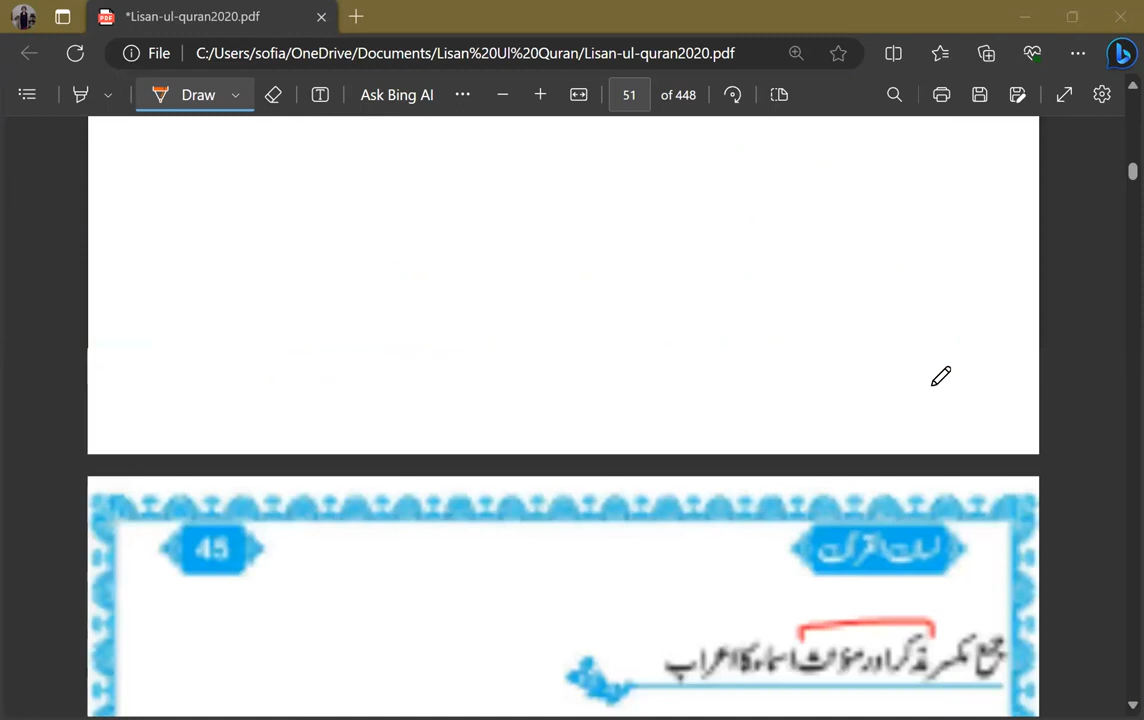 *Lisan-ul-quran2020.pdf
File C:/Users/sofia/OneDrive/Documents/Lisan%20Ul%20Quran/Lisan-ul-quran2020.pdf
Draw Ask Bing AI 51 of 448
45 لسان القرآن
جمع مکسر مذکر اور مؤنث اسماء کا اعراب